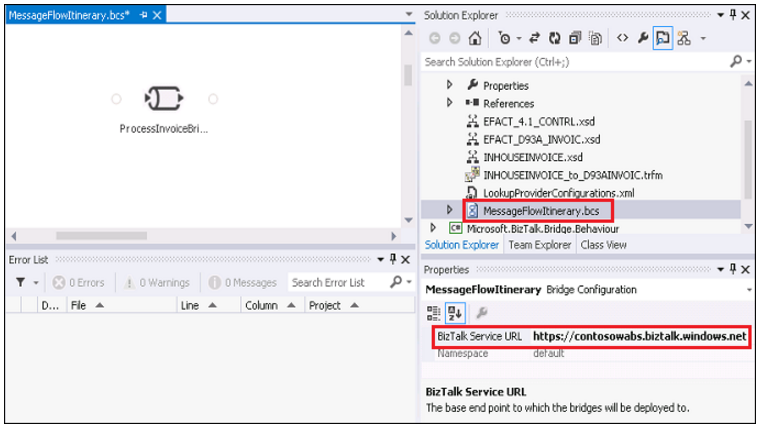 MessageFlowItinerary.bcs*
ProcessInvoiceBri...
Error List
0 Errors
0 Warnings
0 Messages
Search Error List
D... File Line Column Project
Solution Explorer
Search Solution Explorer (Ctrl+;)
Properties
References
EFACT_4.1_CONTRL.xsd
EFACT_D93A_INVOIC.xsd
INHOUSEINVOICE.xsd
INHOUSEINVOICE_to_D93AINVOIC.trfm
LookupProviderConfigurations.xml
MessageFlowItinerary.bcs
C# Microsoft.BizTalk.Bridge.Behaviour
Solution Explorer Team Explorer Class View
Properties
MessageFlowItinerary Bridge Configuration
BizTalk Service URL https://contosowabs.biztalk.windows.net
Namespace default
BizTalk Service URL
The base end point to which the bridges will be deployed to.